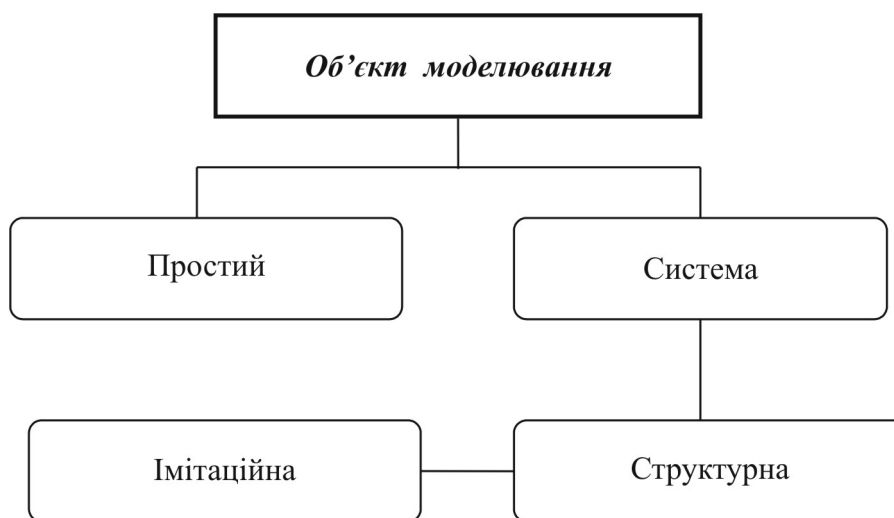 Об’єкт моделювання
Простий
Система
Імітаційна
Структурна